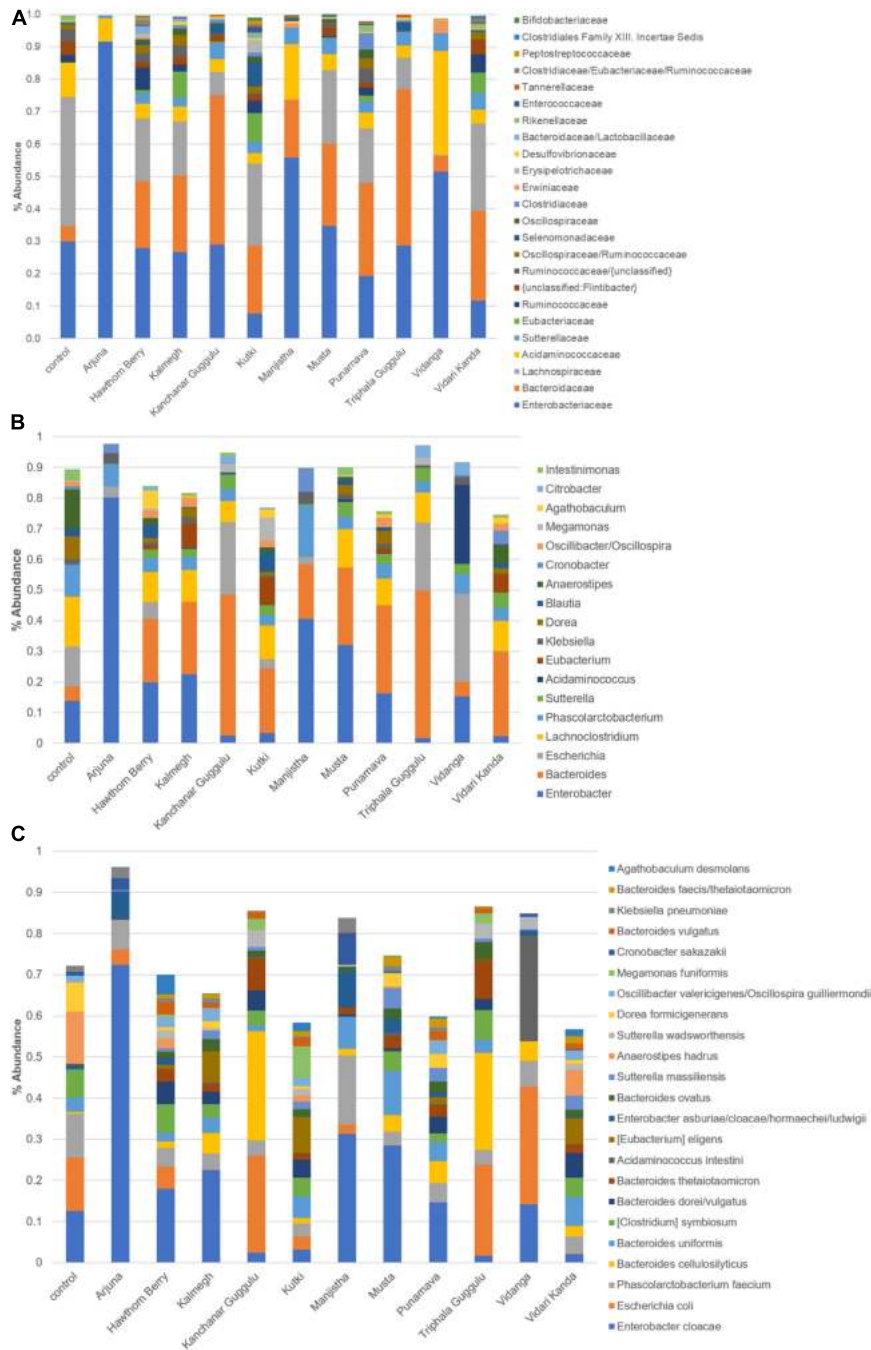 A
% Abundance
1.0
0.9
0.8
0.7
0.6
0.5
0.4
0.3
0.2
0.1
0.0
control
Arjuna
Hawthorn Berry
Kalmegh
Kanchanar Guggulu
Kutki
Manjistha
Musta
Punarnava
Triphala Guggulu
Vidanga
Vidari Kanda
Bifidobacteriaceae
Clostridiales Family XIII. Incertae Sedis
Peptostreptococcaceae
Clostridiaceae/Eubacteriaceae/Ruminococcaceae
Tannerellaceae
Enterococcaceae
Rikenellaceae
Bacteroidaceae/Lactobacillaceae
Desulfovibrionaceae
Erysipelotrichaceae
Erwiniaceae
Clostridiaceae
Oscillospiraceae
Selenomonadaceae
Oscillospiraceae/Ruminococcaceae
Ruminococcaceae/{unclassified}
{unclassified:Flintibacter}
Ruminococcaceae
Eubacteriaceae
Sutterellaceae
Acidaminococcaceae
Lachnospiraceae
Bacteroidaceae
Enterobacteriaceae
B
% Abundance
1
0.9
0.8
0.7
0.6
0.5
0.4
0.3
0.2
0.1
0
control
Arjuna
Hawthorn Berry
Kalmegh
Kanchanar Guggulu
Kutki
Manjistha
Musta
Punarnava
Triphala Guggulu
Vidanga
Vidari Kanda
Intestinimonas
Citrobacter
Agathobaculum
Megamonas
Oscillibacter/Oscillospira
Cronobacter
Anaerostipes
Blautia
Dorea
Klebsiella
Eubacterium
Acidaminococcus
Sutterella
Phascolarctobacterium
Lachnoclostridium
Escherichia
Bacteroides
Enterobacter
C
% Abundance
1
0.9
0.8
0.7
0.6
0.5
0.4
0.3
0.2
0.1
0
control
Arjuna
Hawthorn Berry
Kalmegh
Kanchanar Guggulu
Kutki
Manjistha
Musta
Punarnava
Triphala Guggulu
Vidanga
Vidari Kanda
Agathobaculum desmolans
Bacteroides faecis/thetaiotaomicron
Klebsiella pneumoniae
Bacteroides vulgatus
Cronobacter sakazakii
Megamonas funiformis
Oscillibacter valericigenes/Oscillospira guilliermondii
Dorea formicigenerans
Sutterella wadsworthensis
Anaerostipes hadrus
Sutterella massiliensis
Bacteroides ovatus
Enterobacter asburiae/cloacae/hormaechei/ludwigii
[Eubacterium] eligens
Acidaminococcus intestini
Bacteroides thetaiotaomicron
Bacteroides dorei/vulgatus
[Clostridium] symbiosum
Bacteroides uniformis
Bacteroides cellulosilyticus
Phascolarctobacterium faecium
Escherichia coli
Enterobacter cloacae